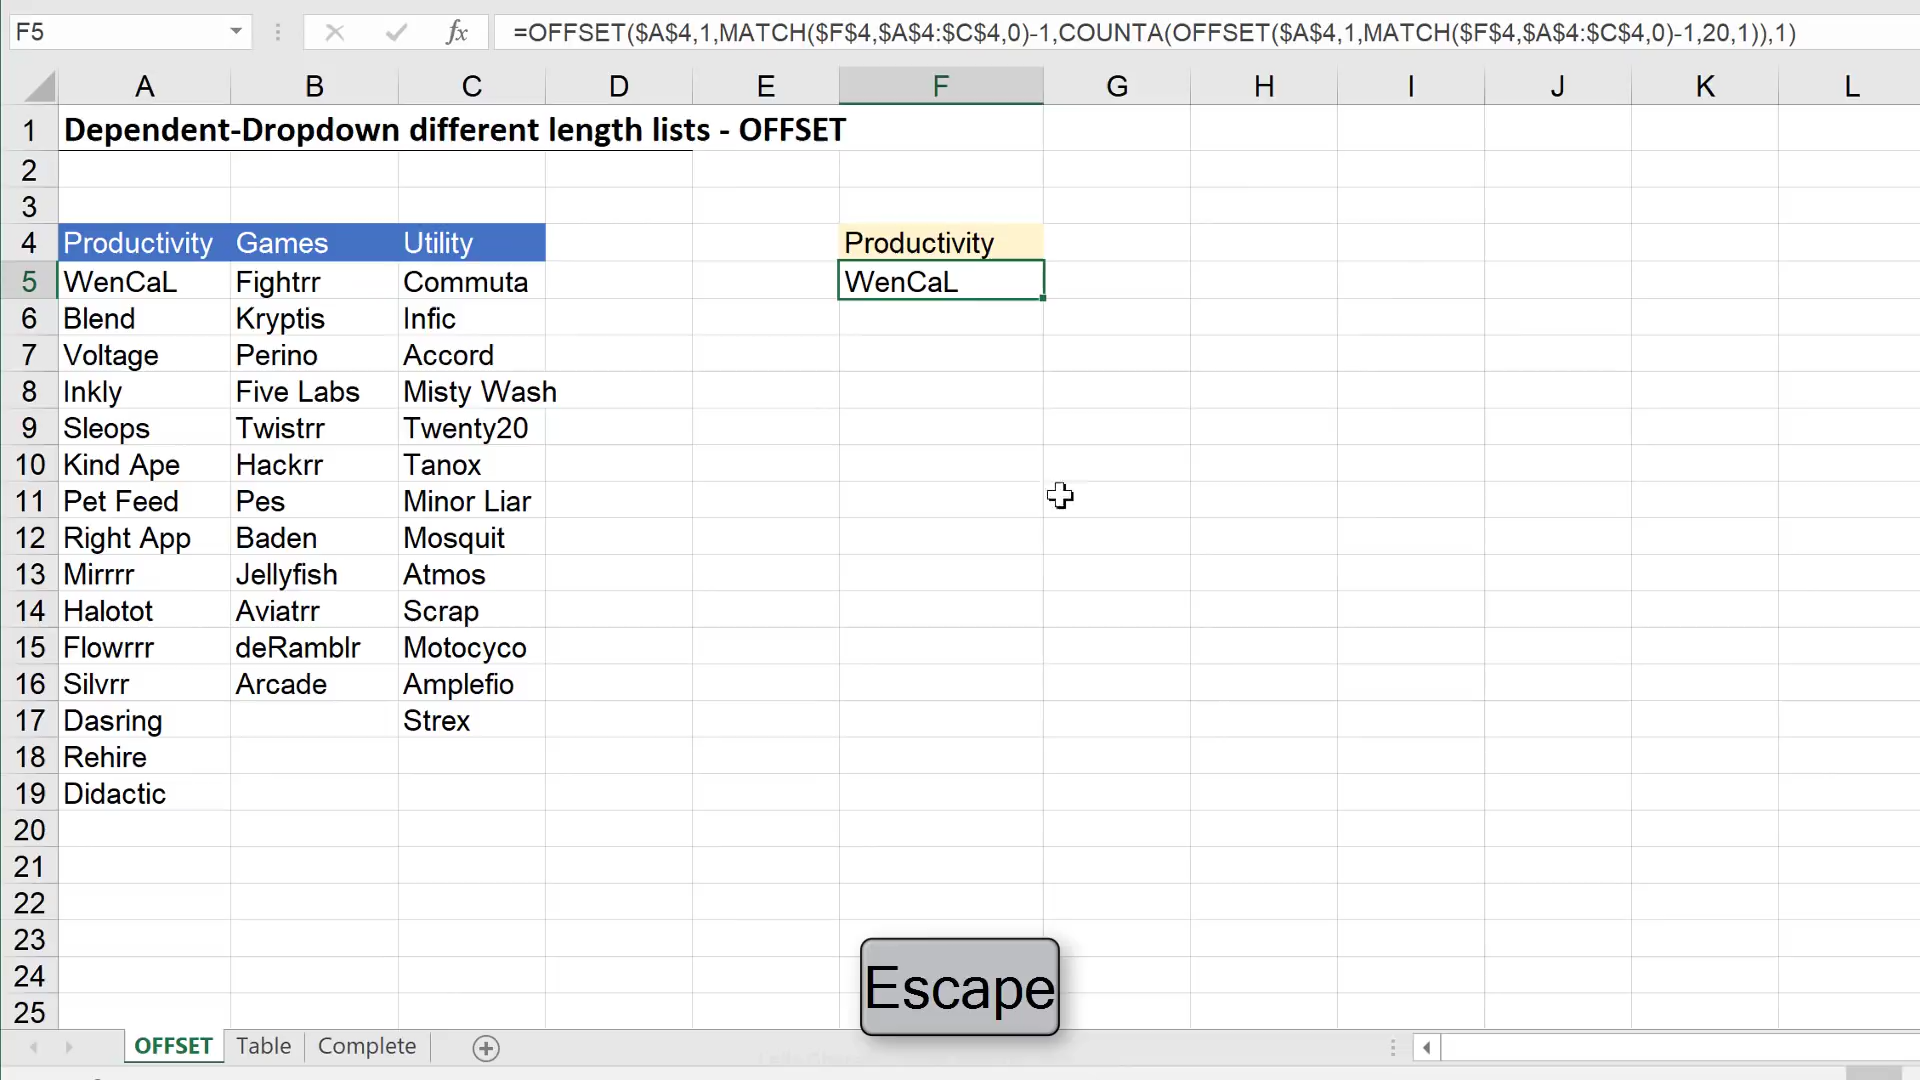 F5 fx =OFFSET($A$4,1,MATCH($F$4,$A$4:$C$4,0)-1,COUNTA(OFFSET($A$4,1,MATCH($F$4,$A$4:$C$4,0)-1,20,1)),1)
A B C D E F G H I J K L
1 Dependent-Dropdown different length lists - OFFSET
2
3
4 Productivity Games Utility Productivity
5 WenCaL Fightrr Commuta WenCaL
6 Blend Kryptis Infic
7 Voltage Perino Accord
8 Inkly Five Labs Misty Wash
9 Sleops Twistrr Twenty20
10 Kind Ape Hackrr Tanox
11 Pet Feed Pes Minor Liar
12 Right App Baden Mosquit
13 Mirrrr Jellyfish Atmos
14 Halotot Aviatrr Scrap
15 Flowrrr deRamblr Motocyco
16 Silvrr Arcade Amplefio
17 Dasring Strex
18 Rehire
19 Didactic
20
21
22
23
24
25
Escape
OFFSET Table Complete